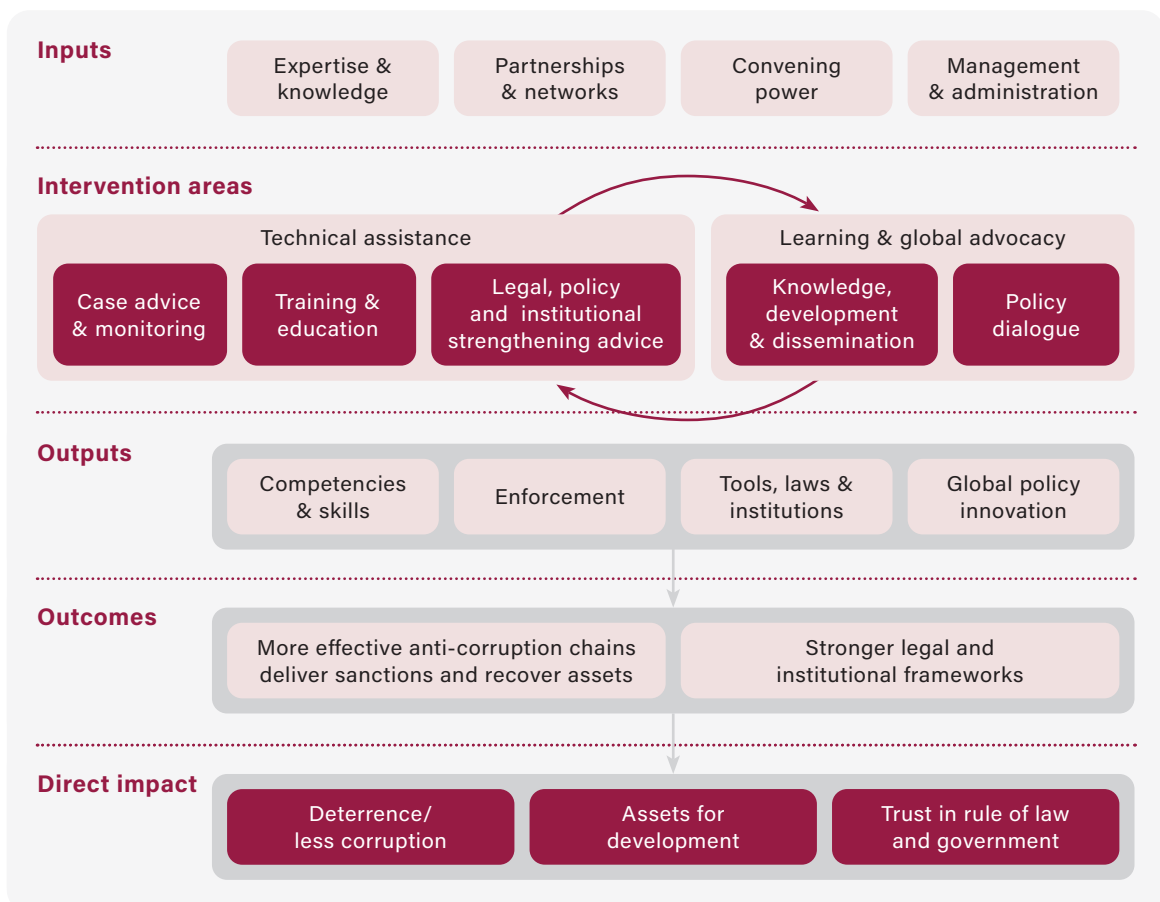 Inputs
Expertise &
knowledge
Partnerships
& networks
Convening
power
Management
& administration
Intervention areas
Technical assistance
Case advice
& monitoring
Training &
education
Legal, policy
and institutional
strengthening advice
Learning & global advocacy
Knowledge,
development
& dissemination
Policy
dialogue
Outputs
Competencies
& skills
Enforcement
Tools, laws &
institutions
Global policy
innovation
Outcomes
More effective anti-corruption chains
deliver sanctions and recover assets
Stronger legal and
institutional frameworks
Direct impact
Deterrence/
less corruption
Assets for
development
Trust in rule of law
and government